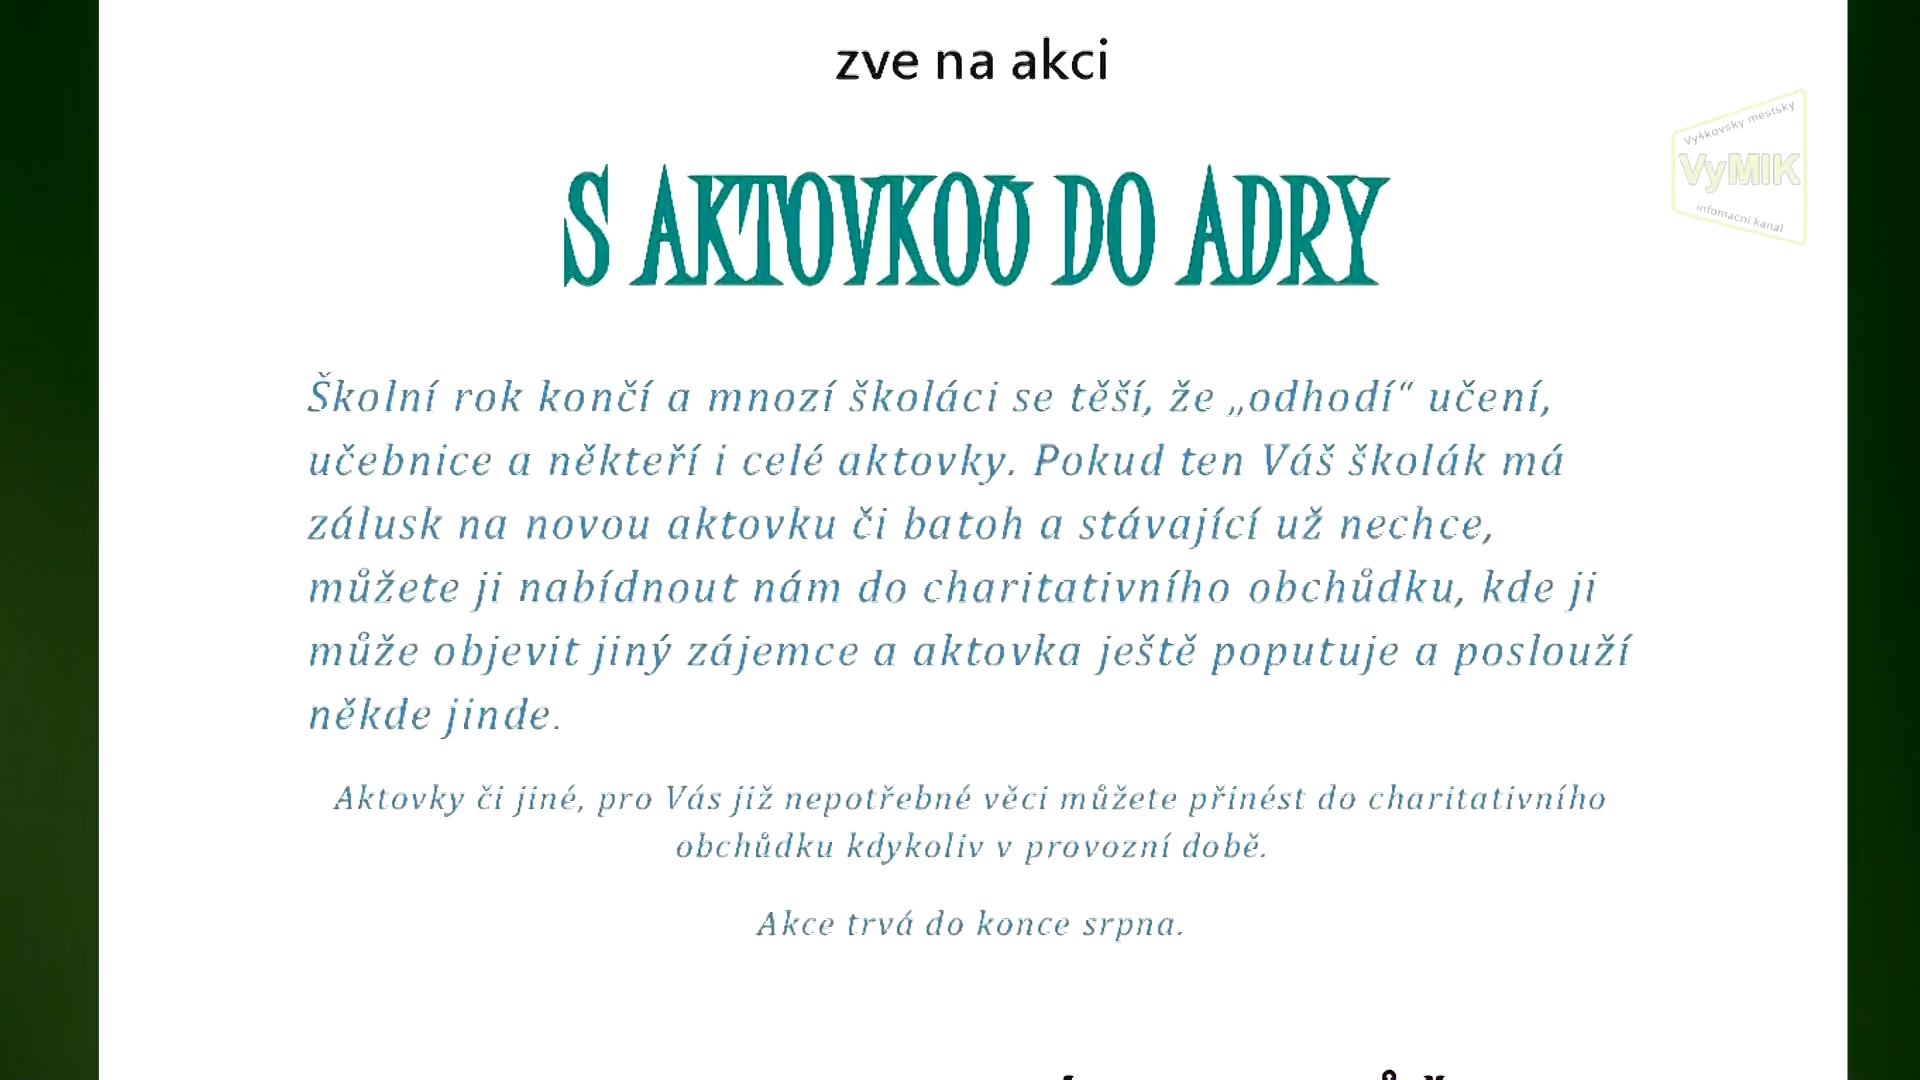 zve na akci
Vyškovský městský
VyMIK
infomacni kanal
S AKTOVKOU DO ADRY
Školní rok končí a mnozí školáci se těší, že „odhodí“ učení,
učebnice a někteří i celé aktovky. Pokud ten Váš školák má
zálusk na novou aktovku či batoh a stávající už nechce,
můžete ji nabídnout nám do charitativního obchůdku, kde ji
může objevit jiný zájemce a aktovka ještě poputuje a poslouží
někde jinde.
Aktovky či jiné, pro Vás již nepotřebné věci můžete přinést do charitativního
obchůdku kdykoliv v provozní době.
Akce trvá do konce srpna.